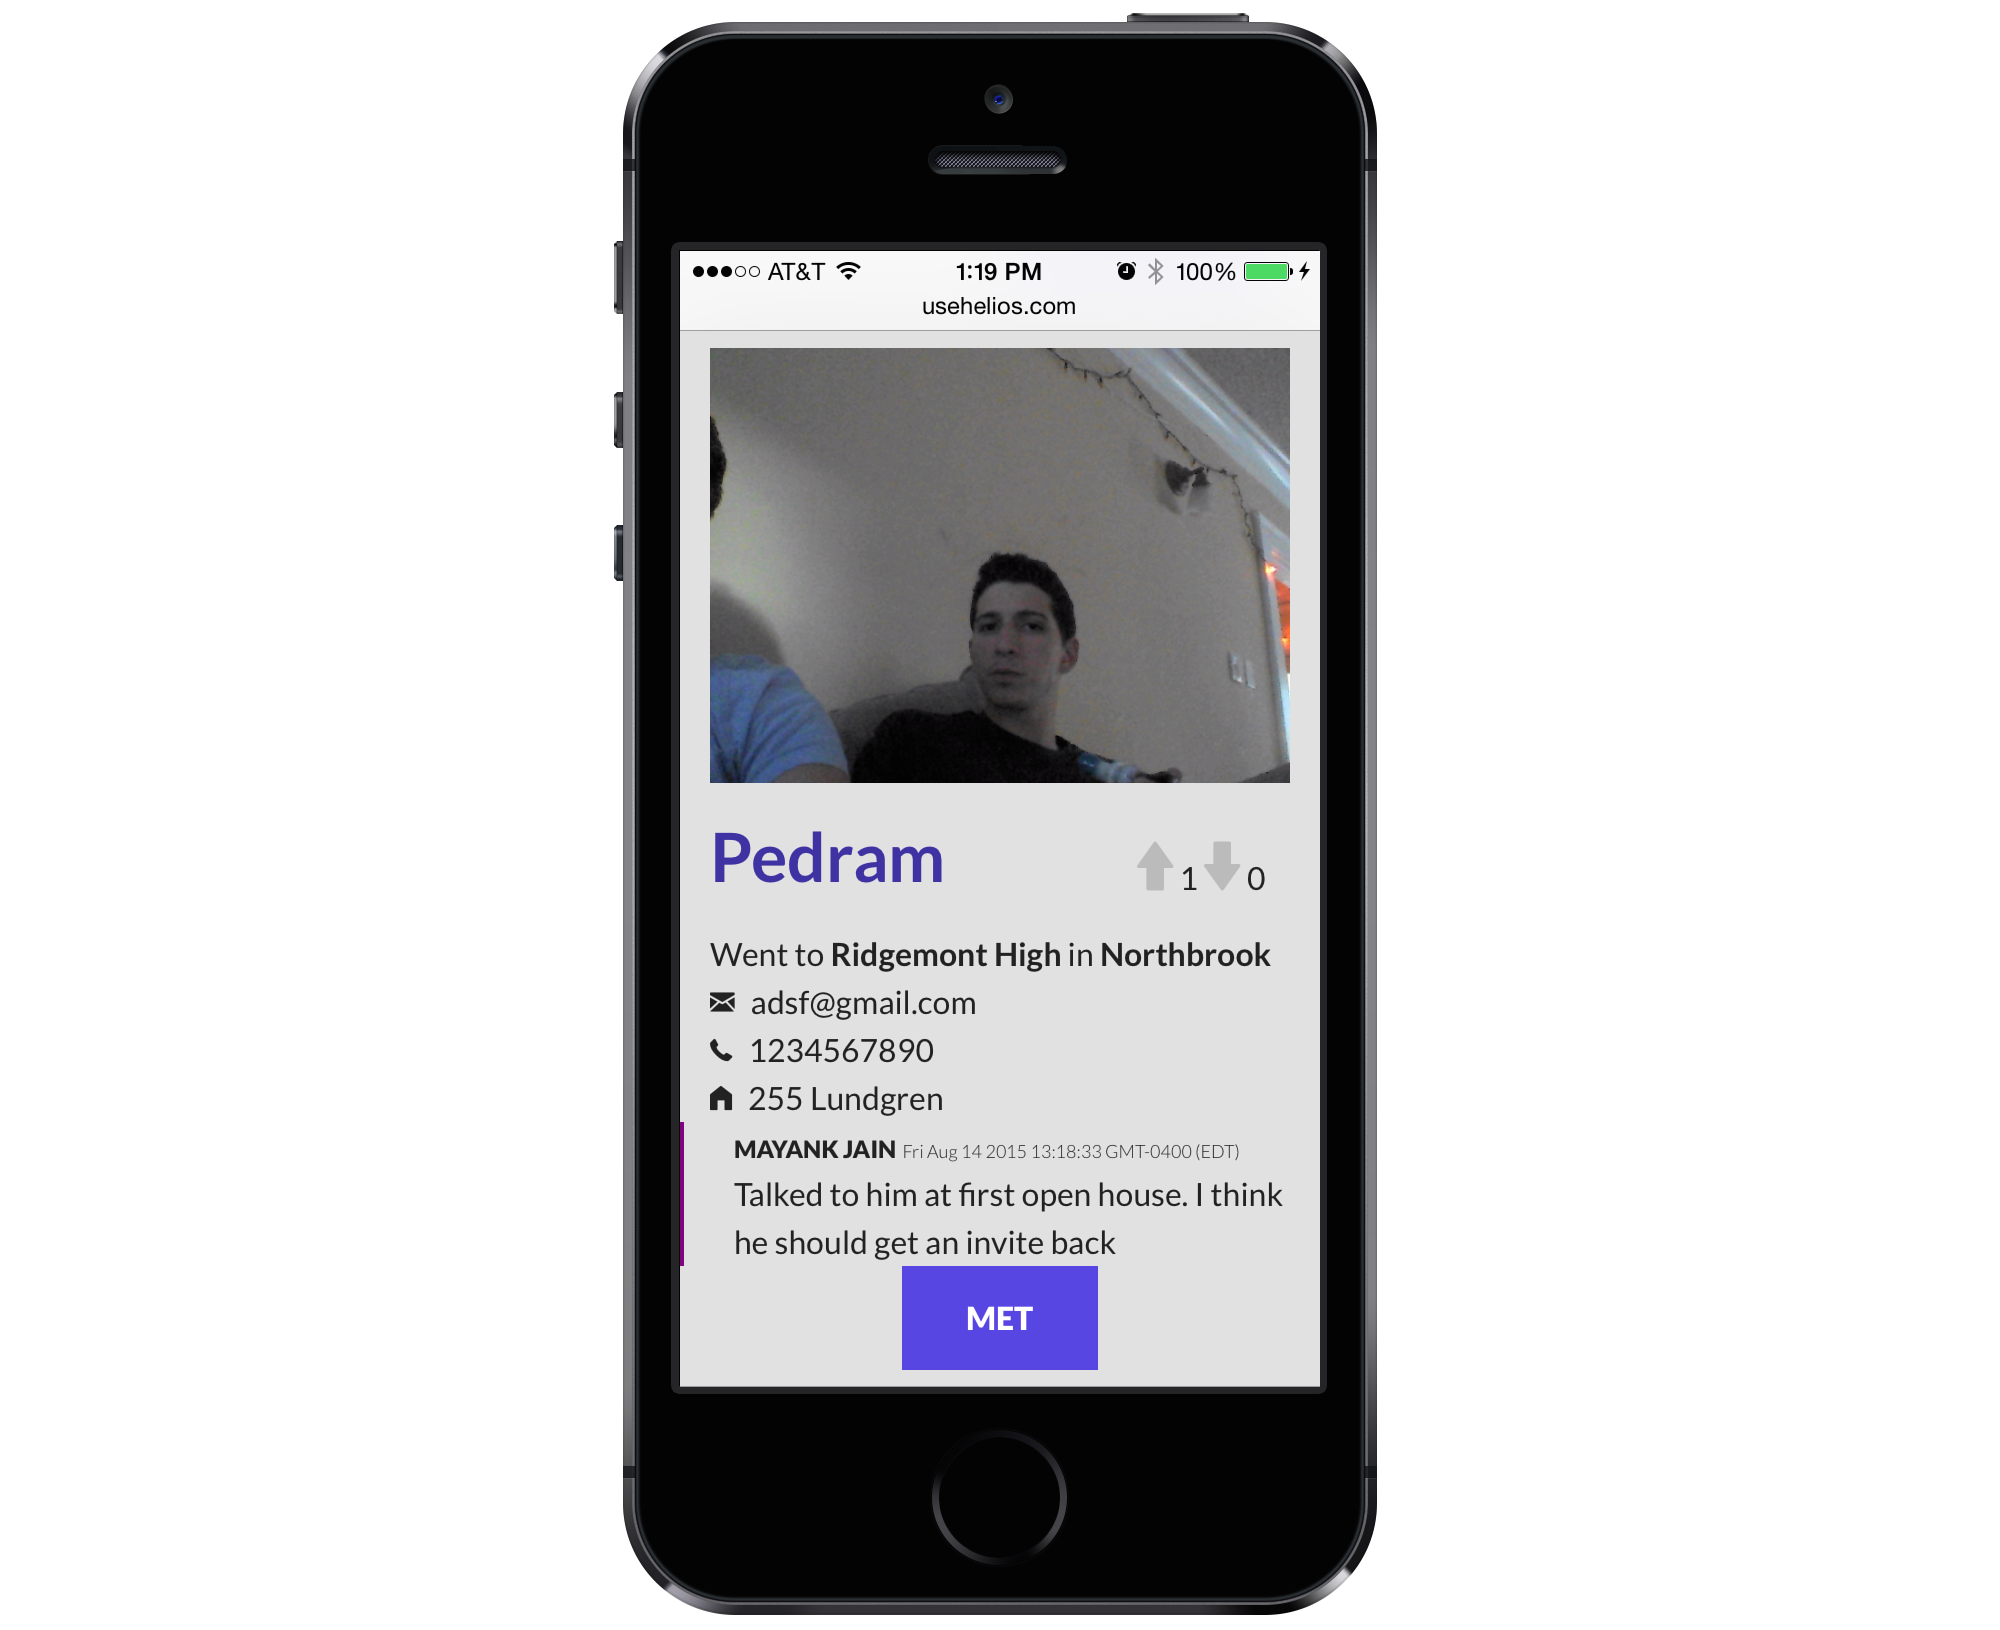 AT&T 1:19 PM 100%
usehelios.com
Pedram 1 0
Went to Ridgemont High in Northbrook
adsf@gmail.com
1234567890
255 Lundgren
MAYANK JAIN Fri Aug 14 2015 13:18:33 GMT-0400 (EDT)
Talked to him at first open house. I think
he should get an invite back
MET